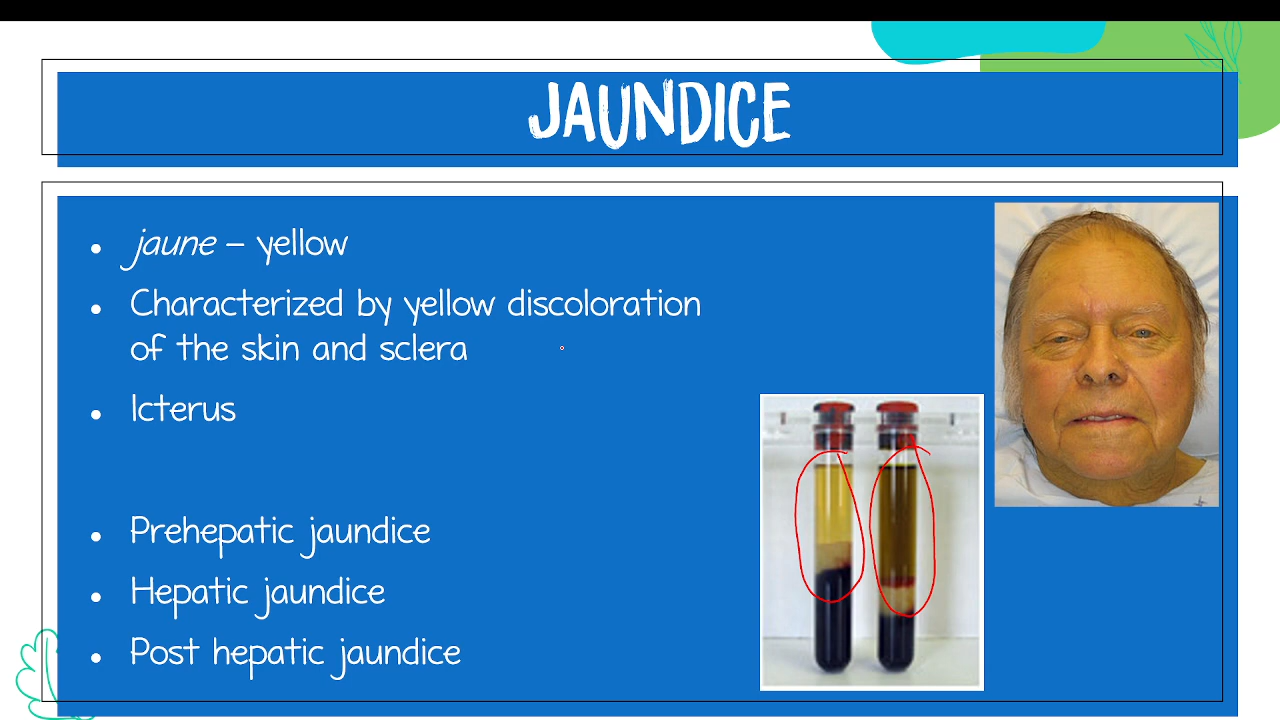 JAUNDICE
jaune – yellow
Characterized by yellow discoloration
of the skin and sclera
Icterus
Prehepatic jaundice
Hepatic jaundice
Post hepatic jaundice